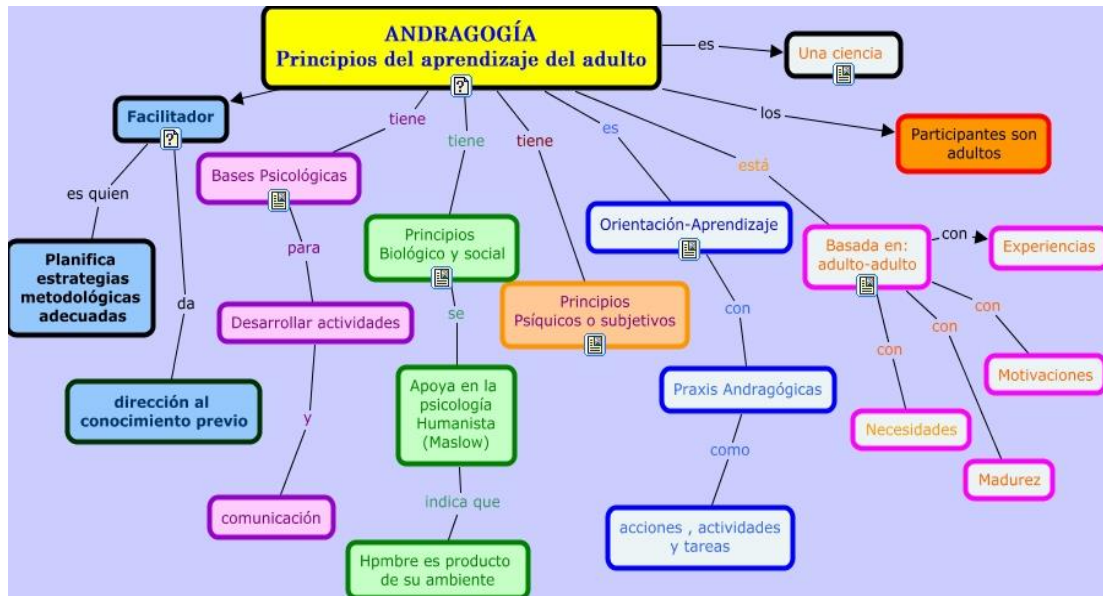 ANDRAGOGÍA
Principios del aprendizaje del adulto
es
Una ciencia
los
Participantes son
adultos
Facilitador
es quien
Planifica
estrategias
metodológicas
adecuadas
da
dirección al
conocimiento previo
tiene
Bases Psicológicas
para
Desarrollar actividades
y
comunicación
tiene
Principios
Biológico y social
se
Apoya en la
psicología
Humanista
(Maslow)
indica que
Hpmbre es producto
de su ambiente
tiene
Principios
Psíquicos o subjetivos
es
Orientación-Aprendizaje
con
Praxis Andragógicas
como
acciones , actividades
y tareas
está
Basada en:
adulto-adulto
con
Experiencias
con
Motivaciones
con
Madurez
con
Necesidades